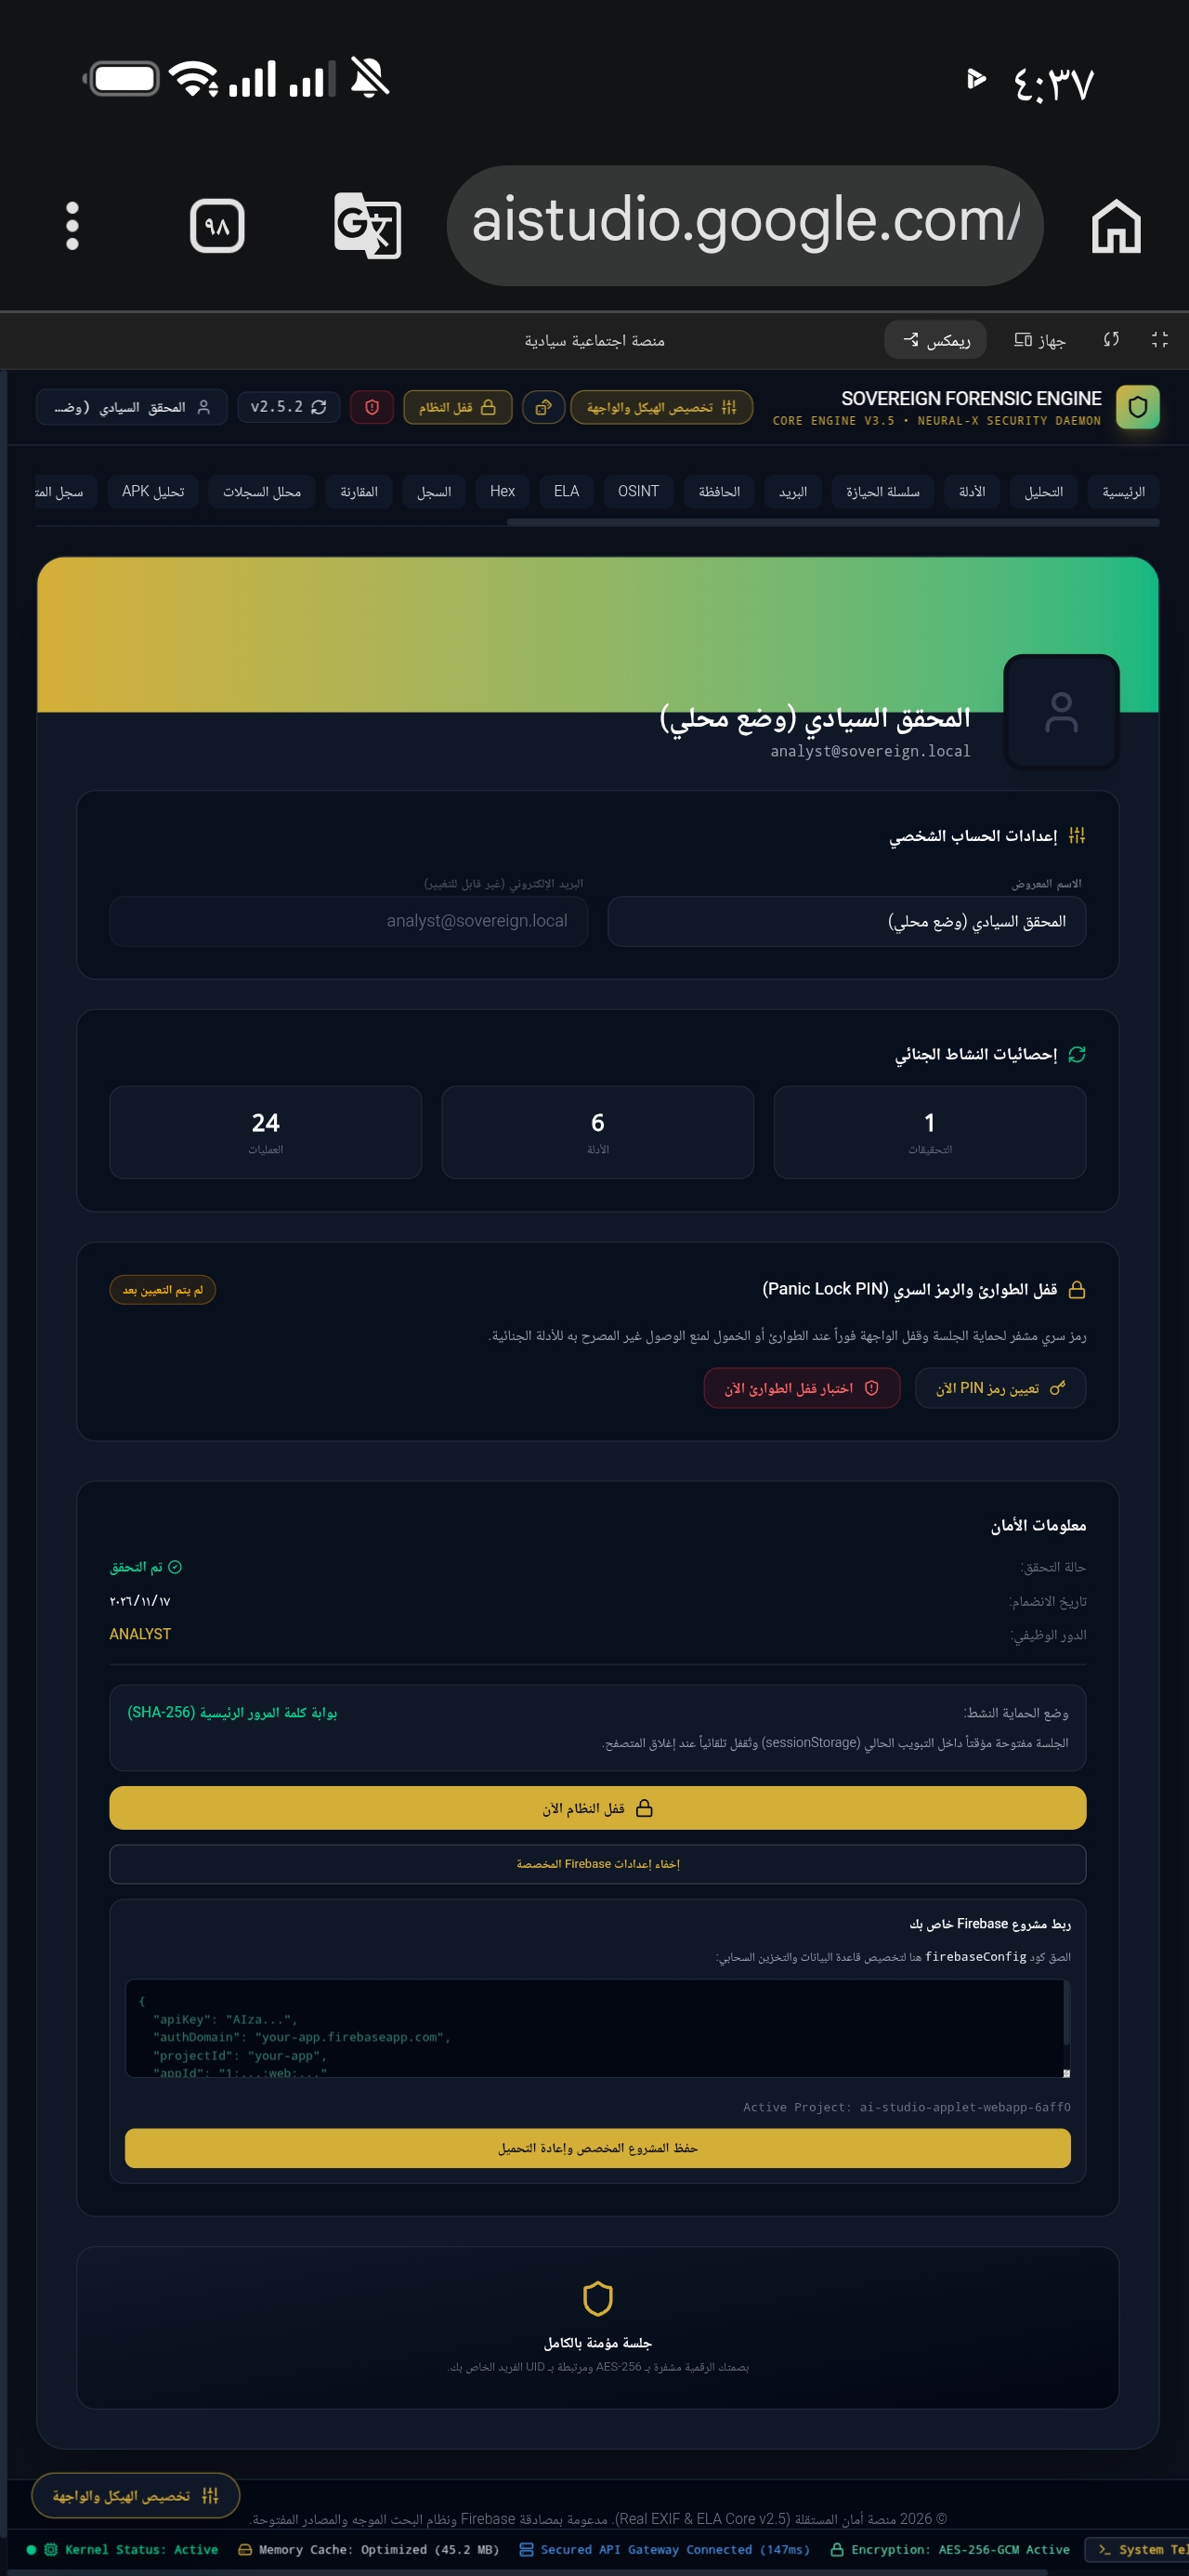 ٤:٣٧
٩٨
aistudio.google.com/
جهاز
ريمكس
منصة اجتماعية سيادية
SOVEREIGN FORENSIC ENGINE
CORE ENGINE V3.5 • NEURAL-X SECURITY DAEMON
تخصيص الهيكل والواجهة
قفل النظام
v2.5.2
المحقق السيادي (وضـ...
الرئيسية
التحليل
الأدلة
سلسلة الحيازة
البريد
الحافظة
OSINT
ELA
Hex
السجل
المقارنة
محلل السجلات
تحليل APK
سجل المت
المحقق السيادي (وضع محلي)
analyst@sovereign.local
إعدادات الحساب الشخصي
الاسم المعروض
البريد الإلكتروني (غير قابل للتغيير)
المحقق السيادي (وضع محلي)
analyst@sovereign.local
إحصائيات النشاط الجنائي
1
6
24
التحقيقات
الأدلة
العمليات
قفل الطوارئ والرمز السري (Panic Lock PIN)
لم يتم التعيين بعد
رمز سري مشفر لحماية الجلسة وقفل الواجهة فوراً عند الطوارئ أو الخمول لمنع الوصول غير المصرح به للأدلة الجنائية.
تعيين رمز PIN الآن
اختبار قفل الطوارئ الآن
معلومات الأمان
حالة التحقق:
تم التحقق
تاريخ الانضمام:
٢٠٢٦/١١/١٧
الدور الوظيفي:
ANALYST
وضع الحماية النشط:
بوابة كلمة المرور الرئيسية (SHA-256)
الجلسة مفتوحة مؤقتاً داخل التبويب الحالي (sessionStorage) وتُقفل تلقائياً عند إغلاق المتصفح.
قفل النظام الآن
إخفاء إعدادات Firebase المخصصة
ربط مشروع Firebase خاص بك
الصق كود firebaseConfig هنا لتخصيص قاعدة البيانات والتخزين السحابي:
{
"apiKey": "AIza...",
"authDomain": "your-app.firebaseapp.com",
"projectId": "your-app",
"appId": "1:...:web:..."
Active Project: ai-studio-applet-webapp-6aff0
حفظ المشروع المخصص وإعادة التحميل
جلسة مؤمنة بالكامل
بصمتك الرقمية مشفرة بـ AES-256 ومرتبطة بـ UID الفريد الخاص بك.
تخصيص الهيكل والواجهة
© 2026 منصة أمان المستقلة (Real EXIF & ELA Core v2.5). مدعومة بمصادقة Firebase ونظام البحث الموجه والمصادر المفتوحة.
Kernel Status: Active
Memory Cache: Optimized (45.2 MB)
Secured API Gateway Connected (147ms)
Encryption: AES-256-GCM Active
System Tel